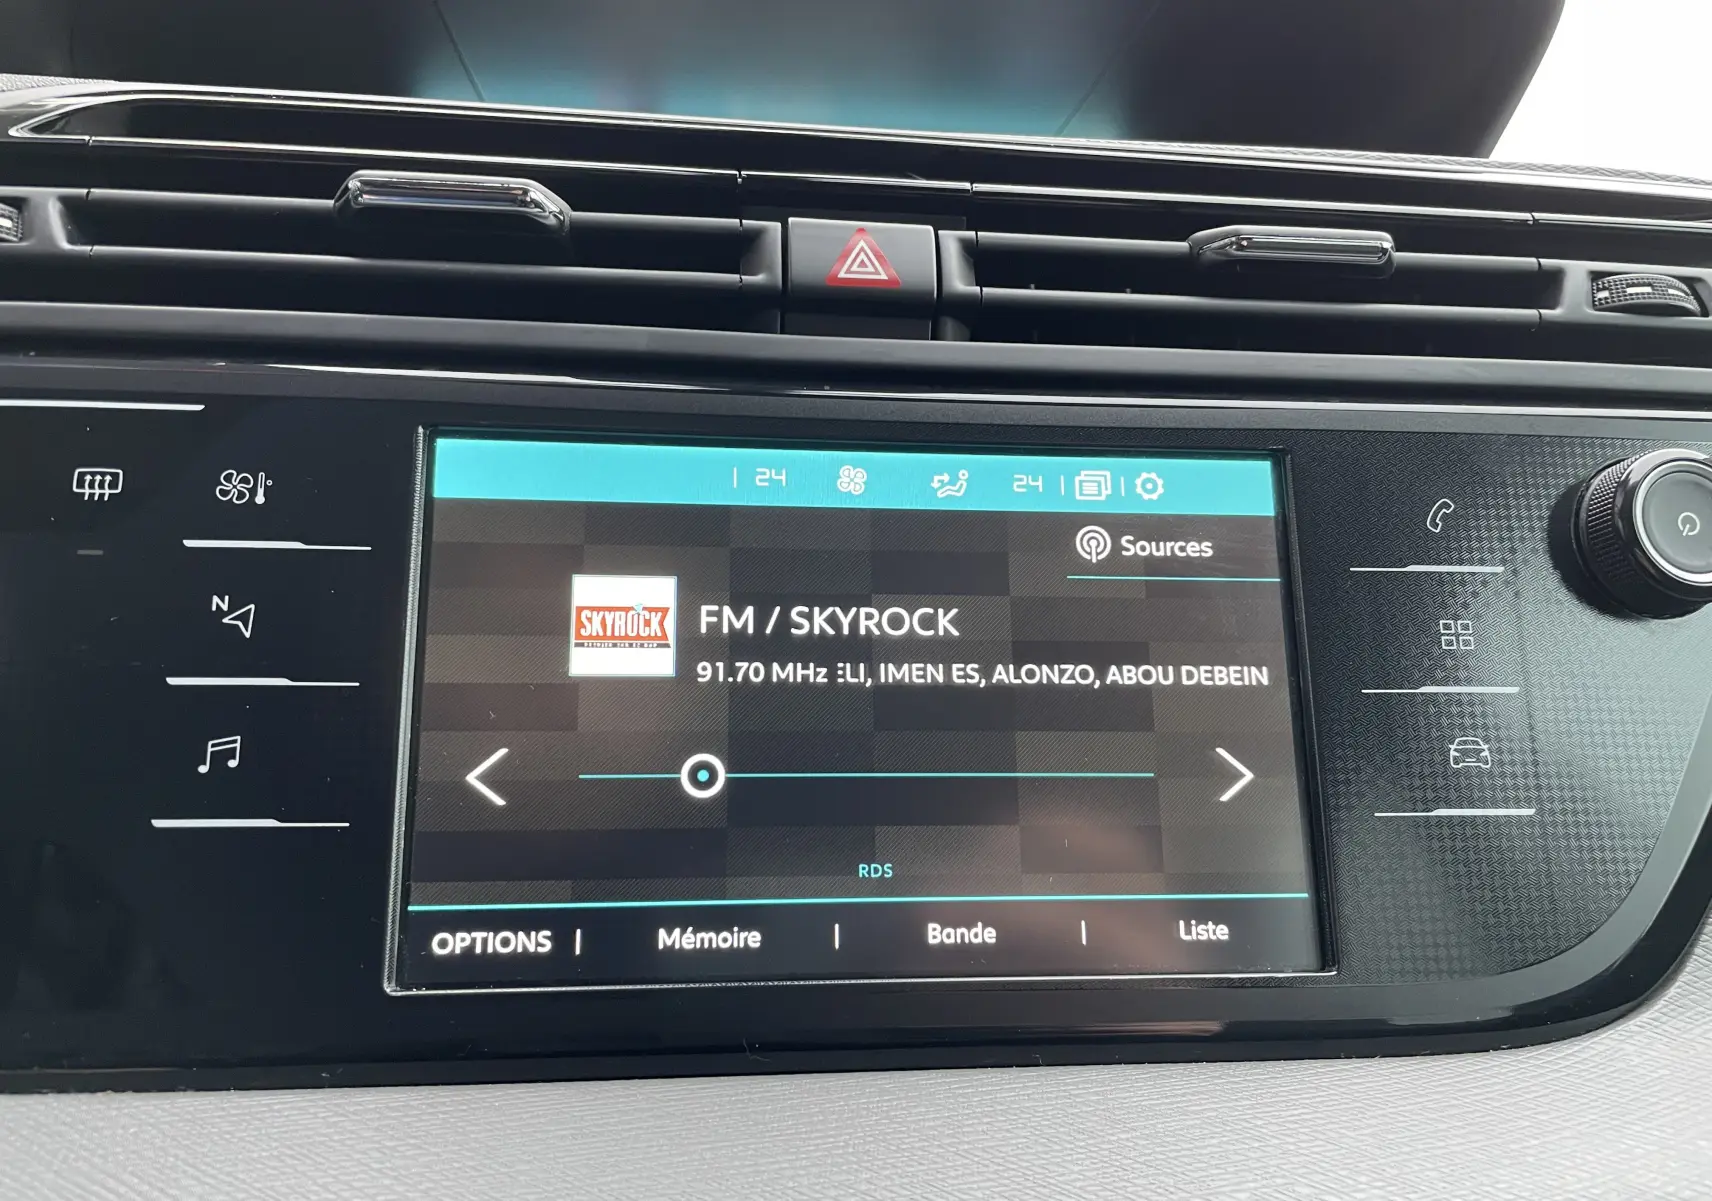 24 24
Sources
SKYROCK
FM / SKYROCK
91.70 MHz ELI, IMEN ES, ALONZO, ABOU DEBEIN
N
RDS
OPTIONS | Mémoire | Bande | Liste